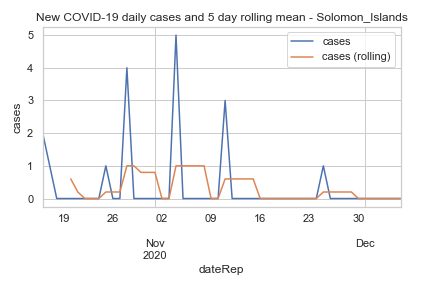 New COVID-19 daily cases and 5 day rolling mean - Solomon_Islands
cases
cases (rolling)
5
4
3
2
1
0
cases
19 26 02 09 16 23 30
Nov Dec
2020
dateRep